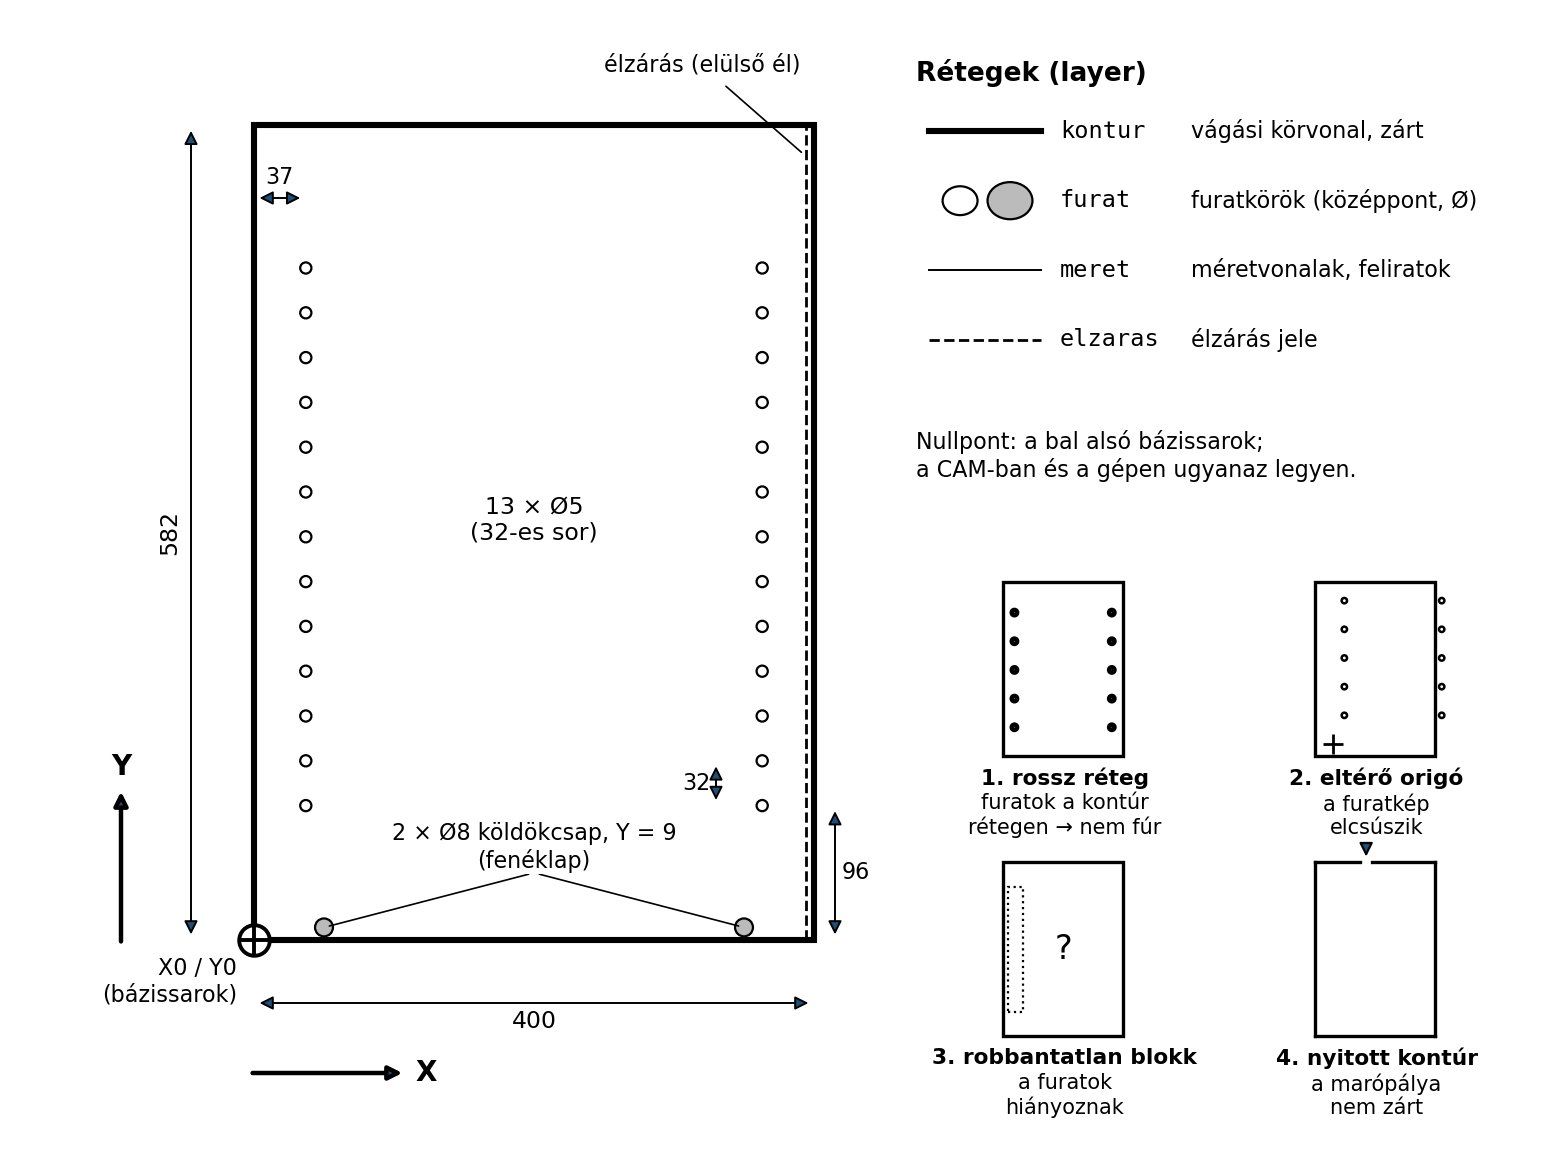 élzárás (elülső él)
37
582
13 × Ø5
(32-es sor)
32
2 × Ø8 köldökcsap, Y = 9
(fenéklap)
96
Y
X0 / Y0
(bázissarok)
400
X
Rétegek (layer)
kontur vágási körvonal, zárt
furat furatkörök (középpont, Ø)
meret méretvonalak, feliratok
elzaras élzárás jele
Nullpont: a bal alsó bázissarok;
a CAM-ban és a gépen ugyanaz legyen.
1. rossz réteg
furatok a kontúr
rétegen → nem fúr
2. eltérő origó
a furatkép
elcsúszik
?
3. robbantatlan blokk
a furatok
hiányoznak
4. nyitott kontúr
a marópálya
nem zárt